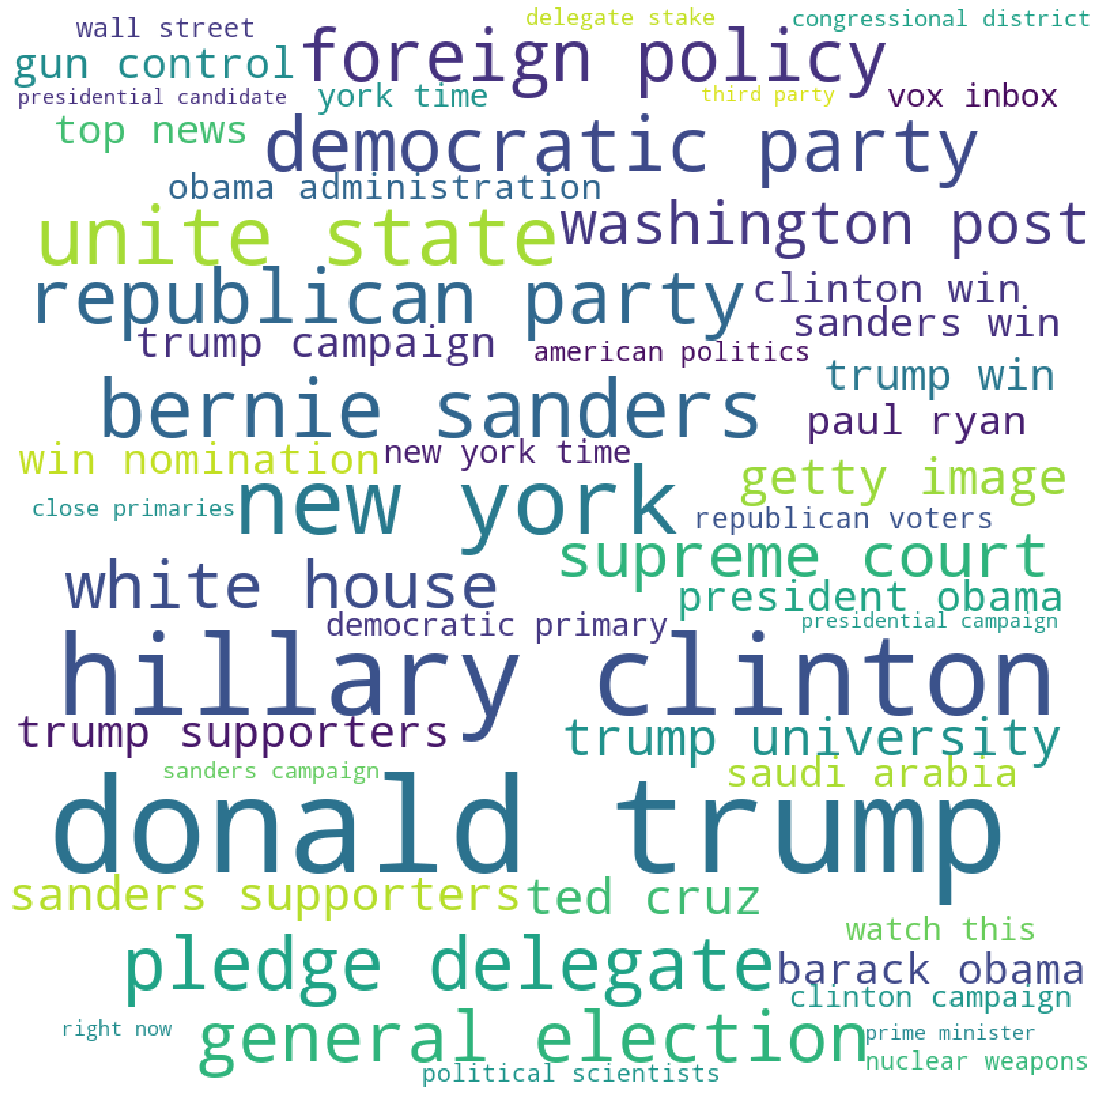 delegate stake
congressional district
wall street
foreign policy
gun control
presidential candidate
york time
third party
vox inbox
top news
democratic party
obama administration
unite state
washington post
republican party
clinton win
sanders win
trump campaign
american politics
trump win
bernie sanders
paul ryan
win nomination
new york time
getty image
close primaries
new york
republican voters
supreme court
white house
president obama
democratic primary
presidential campaign
hillary clinton
trump supporters
trump university
sanders campaign
saudi arabia
donald trump
sanders supporters
ted cruz
watch this
pledge delegate
barack obama
clinton campaign
right now
general election
prime minister
nuclear weapons
political scientists